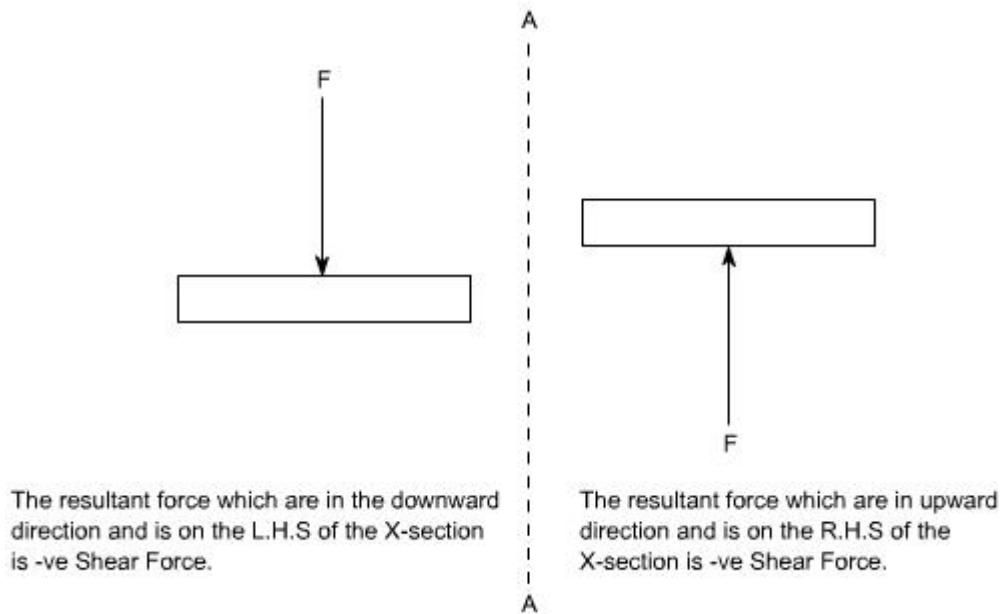 A
F
F
The resultant force which are in the downward
direction and is on the L.H.S of the X-section
is -ve Shear Force.
The resultant force which are in upward
direction and is on the R.H.S of the
X-section is -ve Shear Force.
A